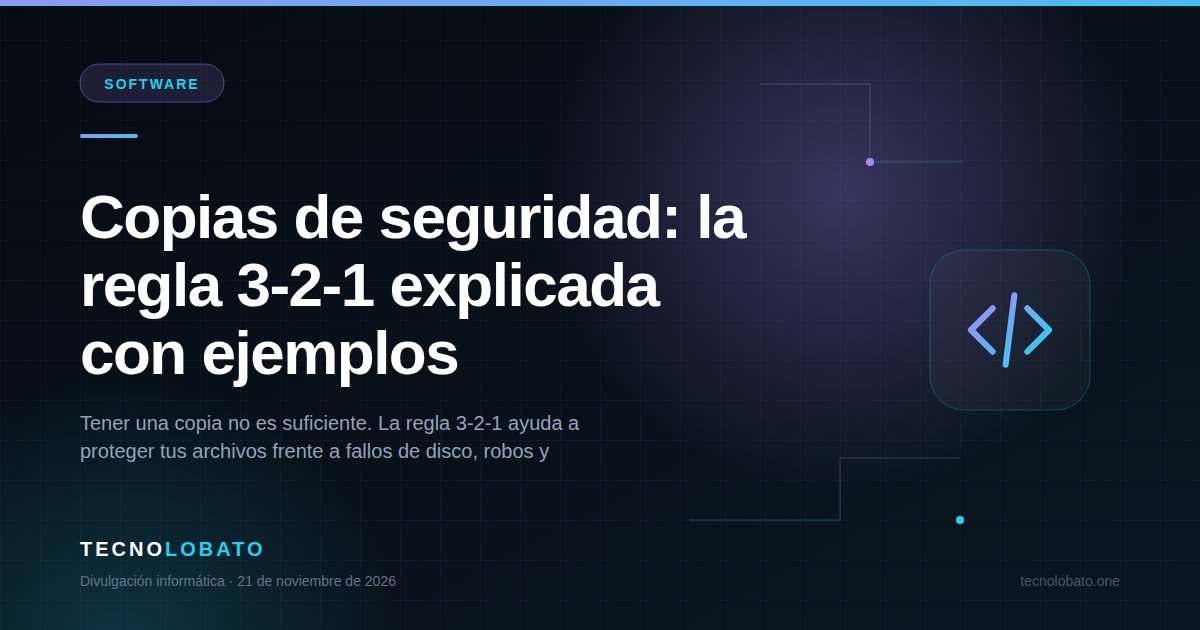 SOFTWARE
Copias de seguridad: la
regla 3-2-1 explicada
con ejemplos
Tener una copia no es suficiente. La regla 3-2-1 ayuda a
proteger tus archivos frente a fallos de disco, robos y
</>
TECNOLOBATO
Divulgación informática · 21 de noviembre de 2026
tecnolobato.one